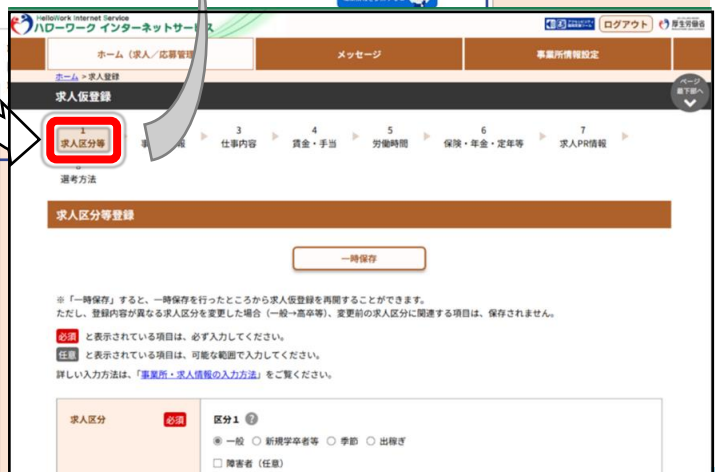 HelloWork Internet Service
ハローワーク インターネットサービス
ログアウト
厚生労働省
ホーム（求人／応募管理
メッセージ
事業所情報設定
ホーム > 求人登録
ページ
最下部へ
求人仮登録
1
求人区分等
3
仕事内容
4
賃金・手当
5
労働時間
6
保険・年金・定年等
7
求人PR情報
選考方法
求人区分等登録
一時保存
※「一時保存」すると、一時保存を行ったところから求人仮登録を再開することができます。
ただし、登録内容が異なる求人区分を変更した場合（一般→高卒等）、変更前の求人区分に関連する項目は、保存されません。
必須 と表示されている項目は、必ず入力してください。
任意 と表示されている項目は、可能な範囲で入力してください。
詳しい入力方法は、「事業所・求人情報の入力方法」をご覧ください。
求人区分 必須
区分1 ?
一般 新規学卒者等 季節 出稼ぎ
障害者（任意）